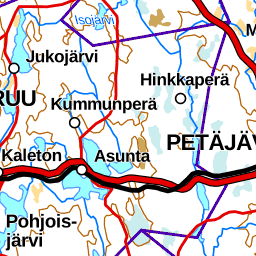 Isojärvi
Jukojärvi
Hinkkaperä
RUU
Kummunperä
PETÄJÄV
Kaleton
Asunta
Pohjois-
järvi